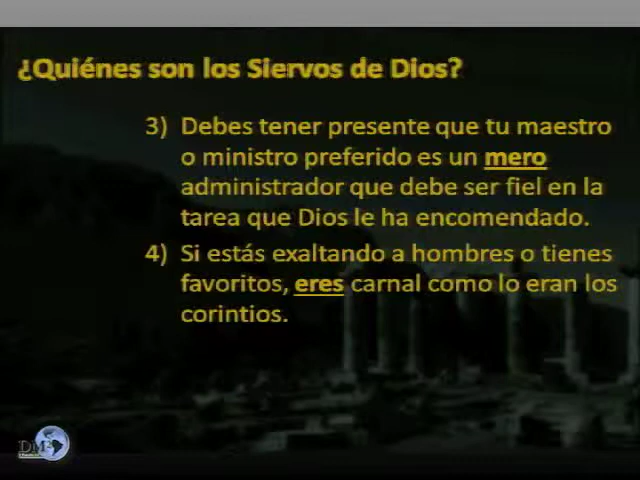 ¿Quiénes son los Siervos de Dios?
3) Debes tener presente que tu maestro
o ministro preferido es un mero
administrador que debe ser fiel en la
tarea que Dios le ha encomendado.
4) Si estás exaltando a hombres o tienes
favoritos, eres carnal como lo eran los
corintios.